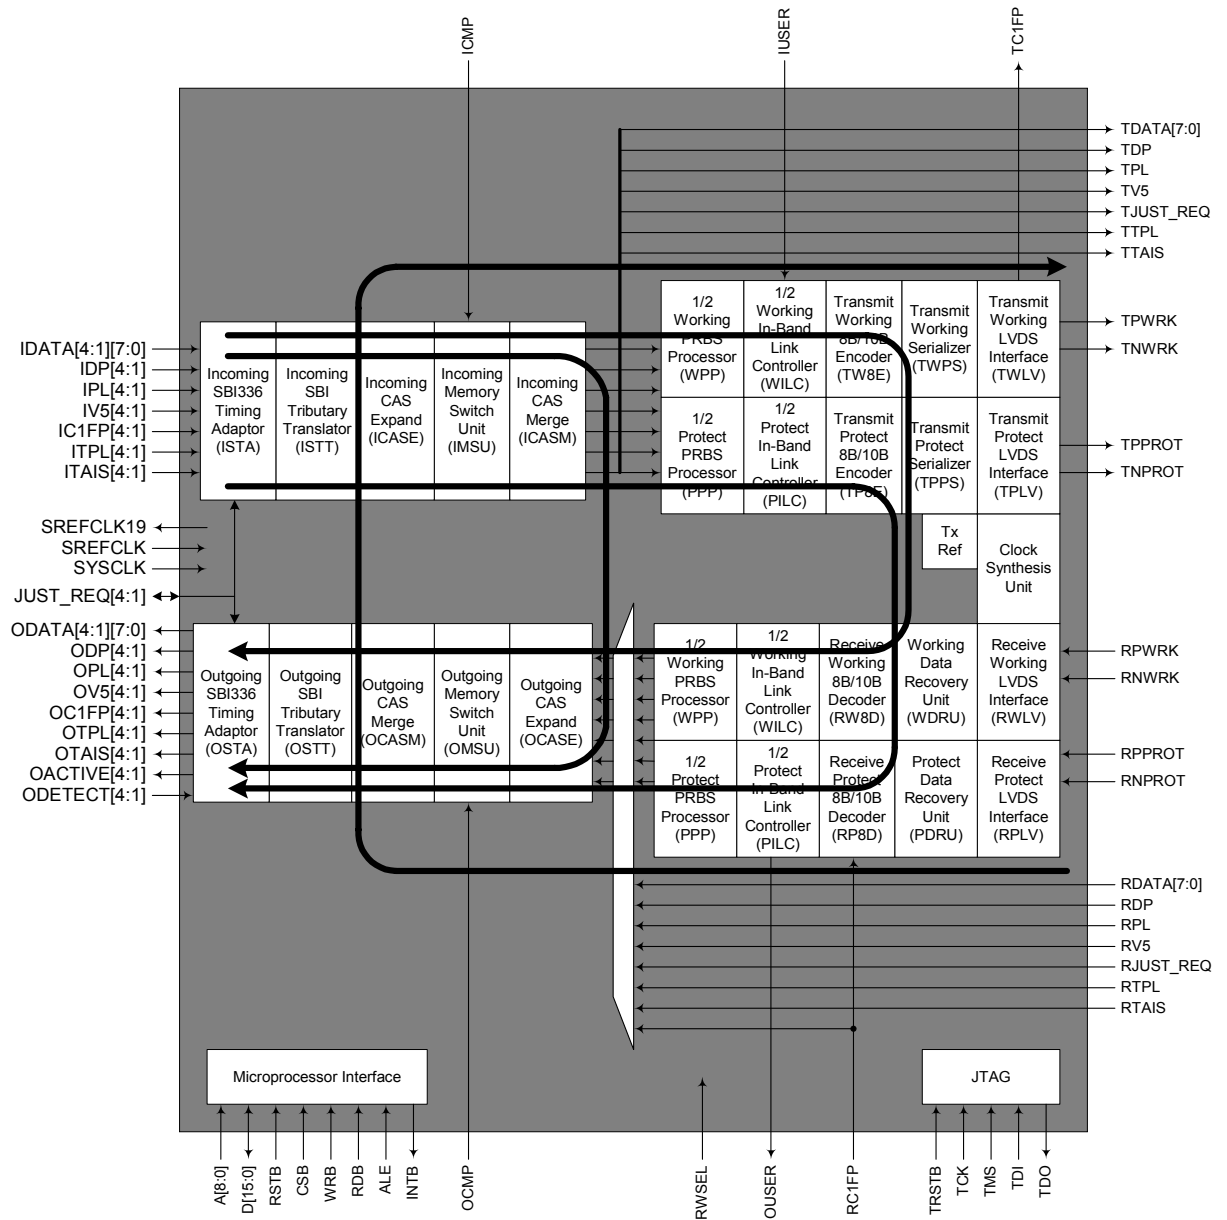 ICMP
IUSER
TC1FP
TDATA[7:0]
TDP
TPL
TV5
TJUST_REQ
TTPL
TTAIS
IDATA[4:1][7:0]
IDP[4:1]
IPL[4:1]
IV5[4:1]
IC1FP[4:1]
ITPL[4:1]
ITAIS[4:1]
Incoming
SBI336
Timing
Adaptor
(ISTA)
Incoming
SBI
Tributary
Translator
(ISTT)
Incoming
CAS
Expand
(ICASE)
Incoming
Memory
Switch
Unit
(IMSU)
Incoming
CAS
Merge
(ICASM)
1/2
Working
PRBS
Processor
(WPP)
1/2
Working
In-Band
Link
Controller
(WILC)
Transmit
Working
8B/10B
Encoder
(TW8E)
Transmit
Working
Serializer
(TWPS)
Transmit
Working
LVDS
Interface
(TWLV)
TPWRK
TNWRK
1/2
Protect
PRBS
Processor
(PPP)
1/2
Protect
In-Band
Link
Controller
(PILC)
Transmit
Protect
8B/10B
Encoder
(TP8E)
Transmit
Protect
Serializer
(TPPS)
Transmit
Protect
LVDS
Interface
(TPLV)
TPPROT
TNPROT
SREFCLK19
SREFCLK
SYSCLK
JUST_REQ[4:1]
Tx
Ref
Clock
Synthesis
Unit
ODATA[4:1][7:0]
ODP[4:1]
OPL[4:1]
OV5[4:1]
OC1FP[4:1]
OTPL[4:1]
OTAIS[4:1]
OACTIVE[4:1]
ODETECT[4:1]
Outgoing
SBI336
Timing
Adaptor
(OSTA)
Outgoing
SBI
Tributary
Translator
(OSTT)
Outgoing
CAS
Merge
(OCASM)
Outgoing
Memory
Switch
Unit
(OMSU)
Outgoing
CAS
Expand
(OCASE)
1/2
Working
PRBS
Processor
(WPP)
1/2
Working
In-Band
Link
Controller
(WILC)
Receive
Working
8B/10B
Decoder
(RW8D)
Working
Data
Recovery
Unit
(WDRU)
Receive
Working
LVDS
Interface
(RWLV)
RPWRK
RNWRK
1/2
Protect
PRBS
Processor
(PPP)
1/2
Protect
In-Band
Link
Controller
(PILC)
Receive
Protect
8B/10B
Decoder
(RP8D)
Protect
Data
Recovery
Unit
(PDRU)
Receive
Protect
LVDS
Interface
(RPLV)
RPPROT
RNPROT
RDATA[7:0]
RDP
RPL
RV5
RJUST_REQ
RTPL
RTAIS
Microprocessor Interface
JTAG
A[8:0]
D[15:0]
RSTB
CSB
WRB
RDB
ALE
INTB
OCMP
RWSEL
OUSER
RC1FP
TRSTB
TCK
TMS
TDI
TDO